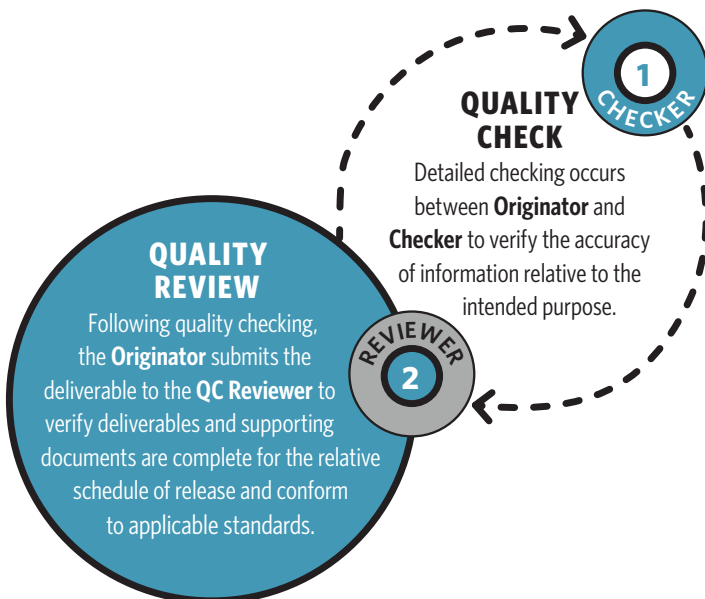 1
CHECKER
QUALITY
CHECK
Detailed checking occurs
between Originator and
Checker to verify the accuracy
of information relative to the
intended purpose.
QUALITY
REVIEW
Following quality checking,
the Originator submits the
deliverable to the QC Reviewer to
verify deliverables and supporting
documents are complete for the relative
schedule of release and conform
to applicable standards.
REVIEWER
2